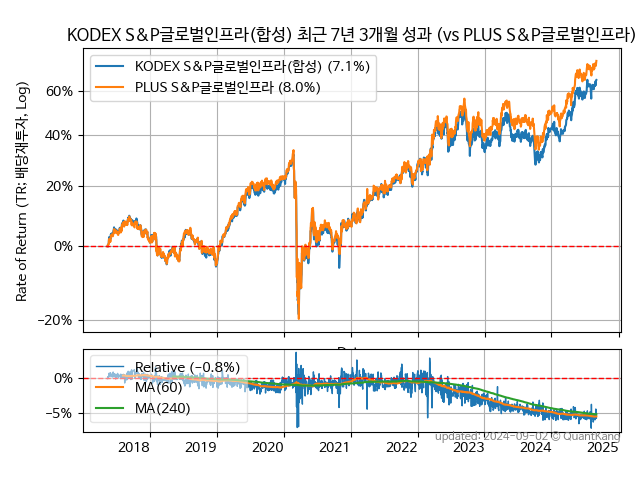 KODEX S&P글로벌인프라(합성) 최근 7년 3개월 성과 (vs PLUS S&P글로벌인프라)
KODEX S&P글로벌인프라(합성) (7.1%)
PLUS S&P글로벌인프라 (8.0%)
60%
40%
20%
0%
−20%
Rate of Return (TR: 배당재투자, Log)
Relative (−0.8%)
MA(60)
MA(240)
0%
−5%
updated: 2024-09-02 © QuantKang
2018 2019 2020 2021 2022 2023 2024 2025